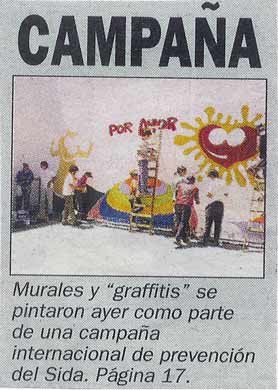 CAMPAÑA
POR AMOR
Murales y “graffitis” se
pintaron ayer como parte
de una campaña
internacional de prevención
del Sida. Página 17.